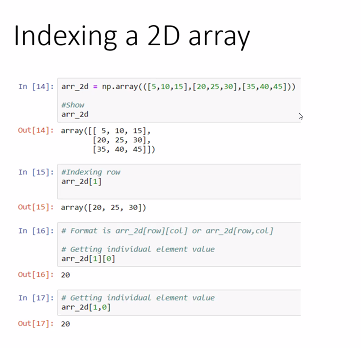 Indexing a 2D array
In [14]: arr_2d = np.array(([5,10,15],[20,25,30],[35,40,45]))
#Show
arr_2d
Out[14]: array([[ 5, 10, 15],
[20, 25, 30],
[35, 40, 45]])
In [15]: #Indexing row
arr_2d[1]
Out[15]: array([20, 25, 30])
In [16]: # Format is arr_2d[row][col] or arr_2d[row,col]
# Getting individual element value
arr_2d[1][0]
Out[16]: 20
In [17]: # Getting individual element value
arr_2d[1,0]
Out[17]: 20